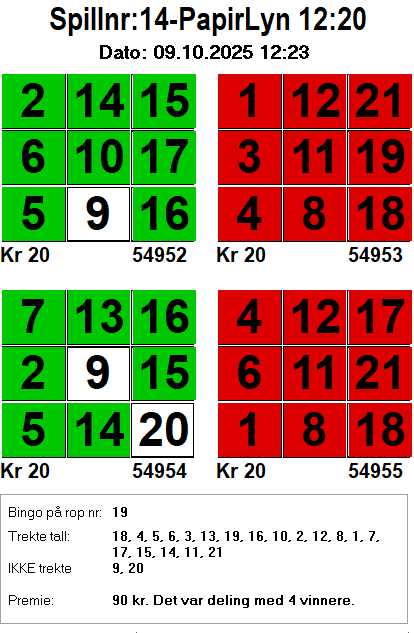 Spillnr:14-PapirLyn 12:20
Dato: 09.10.2025 12:23
2 14 15
6 10 17
5 9 16
Kr 20 54952
1 12 21
3 11 19
4 8 18
Kr 20 54953
7 13 16
2 9 15
5 14 20
Kr 20 54954
4 12 17
6 11 21
1 8 18
Kr 20 54955
Bingo på rop nr: 19
Trekte tall: 18, 4, 5, 6, 3, 13, 19, 16, 10, 2, 12, 8, 1, 7,
17, 15, 14, 11, 21
IKKE trekte 9, 20
Premie: 90 kr. Det var deling med 4 vinnere.